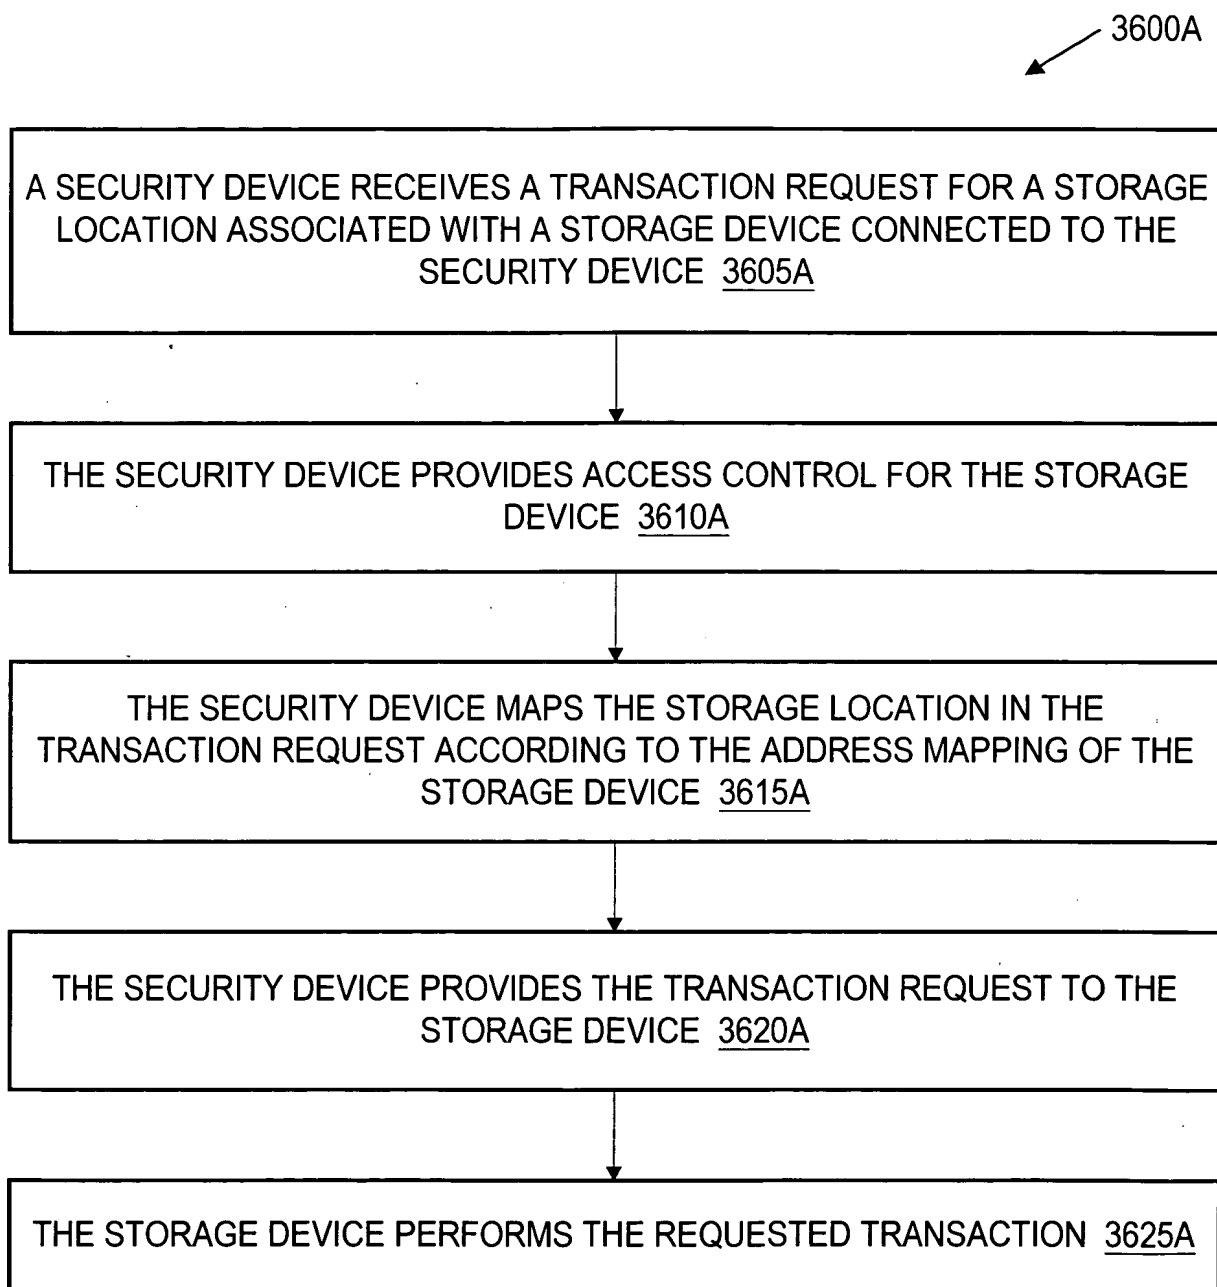 3600A
A SECURITY DEVICE RECEIVES A TRANSACTION REQUEST FOR A STORAGE
LOCATION ASSOCIATED WITH A STORAGE DEVICE CONNECTED TO THE
SECURITY DEVICE 3605A
THE SECURITY DEVICE PROVIDES ACCESS CONTROL FOR THE STORAGE
DEVICE 3610A
THE SECURITY DEVICE MAPS THE STORAGE LOCATION IN THE
TRANSACTION REQUEST ACCORDING TO THE ADDRESS MAPPING OF THE
STORAGE DEVICE 3615A
THE SECURITY DEVICE PROVIDES THE TRANSACTION REQUEST TO THE
STORAGE DEVICE 3620A
THE STORAGE DEVICE PERFORMS THE REQUESTED TRANSACTION 3625A